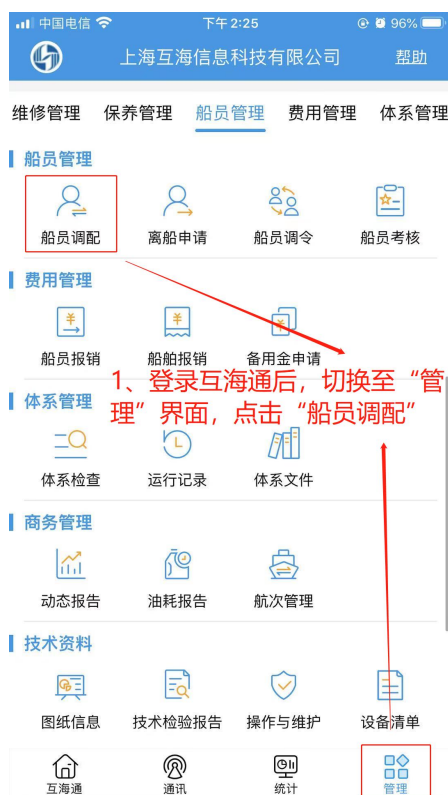 中国电信 下午2:25 96%
上海互海信息科技有限公司 帮助
维修管理 保养管理 船员管理 费用管理 体系管理
船员管理
船员调配 离船申请 船员调令 船员考核
费用管理
船员报销 船舶报销 备用金申请
1、登录互海通后，切换至“管
理”界面，点击“船员调配”
体系管理
体系检查 运行记录 体系文件
商务管理
动态报告 油耗报告 航次管理
技术资料
图纸信息 技术检验报告 操作与维护 设备清单
互海通 通讯 统计 管理